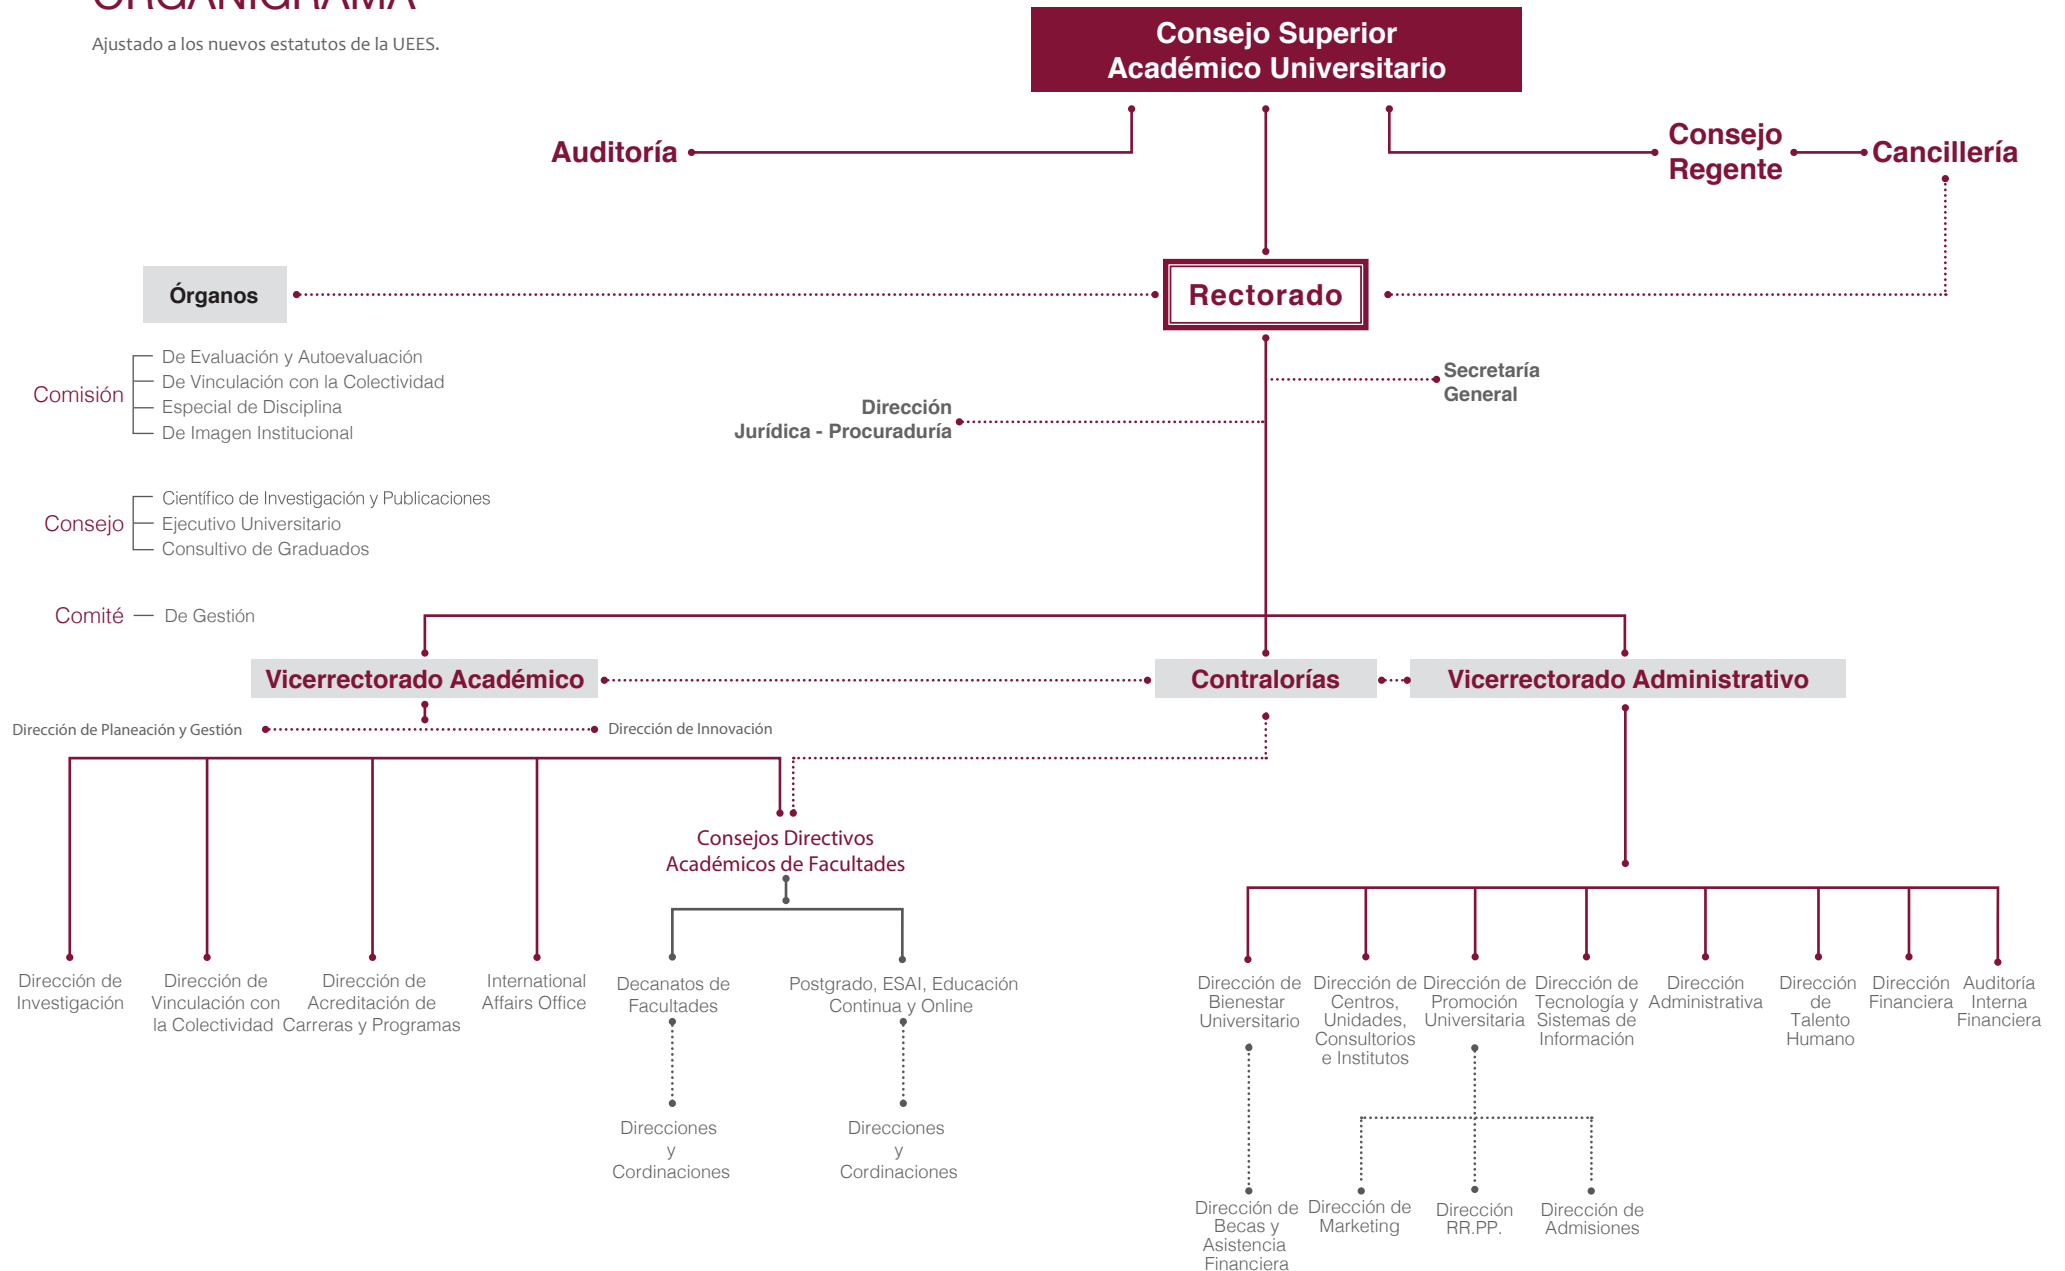 ORGANIGRAMA
Ajustado a los nuevos estatutos de la UEES.
Consejo Superior
Académico Universitario
Auditoría
Consejo
Regente
Cancillería
Órganos
Rectorado
Comisión
De Evaluación y Autoevaluación
De Vinculación con la Colectividad
Especial de Disciplina
De Imagen Institucional
Secretaría
General
Dirección
Jurídica - Procuraduría
Consejo
Científico de Investigación y Publicaciones
Ejecutivo Universitario
Consultivo de Graduados
Comité
De Gestión
Vicerrectorado Académico
Contralorías
Vicerrectorado Administrativo
Dirección de Planeación y Gestión
Dirección de Innovación
Consejos Directivos
Académicos de Facultades
Dirección de
Investigación
Dirección de
Vinculación con
la Colectividad
Dirección de
Acreditación de
Carreras y Programas
International
Affairs Office
Decanatos de
Facultades
Postgrado, ESAI, Educación
Continua y Online
Direcciones
y
Cordinaciones
Direcciones
y
Cordinaciones
Dirección de
Bienestar
Universitario
Dirección de
Centros,
Unidades,
Consultorios
e Institutos
Dirección de
Promoción
Universitaria
Dirección de
Tecnología y
Sistemas de
Información
Dirección
Administrativa
Dirección
de
Talento
Humano
Dirección
Financiera
Auditoría
Interna
Financiera
Dirección de
Becas y
Asistencia
Financiera
Dirección de
Marketing
Dirección
RR.PP.
Dirección de
Admisiones